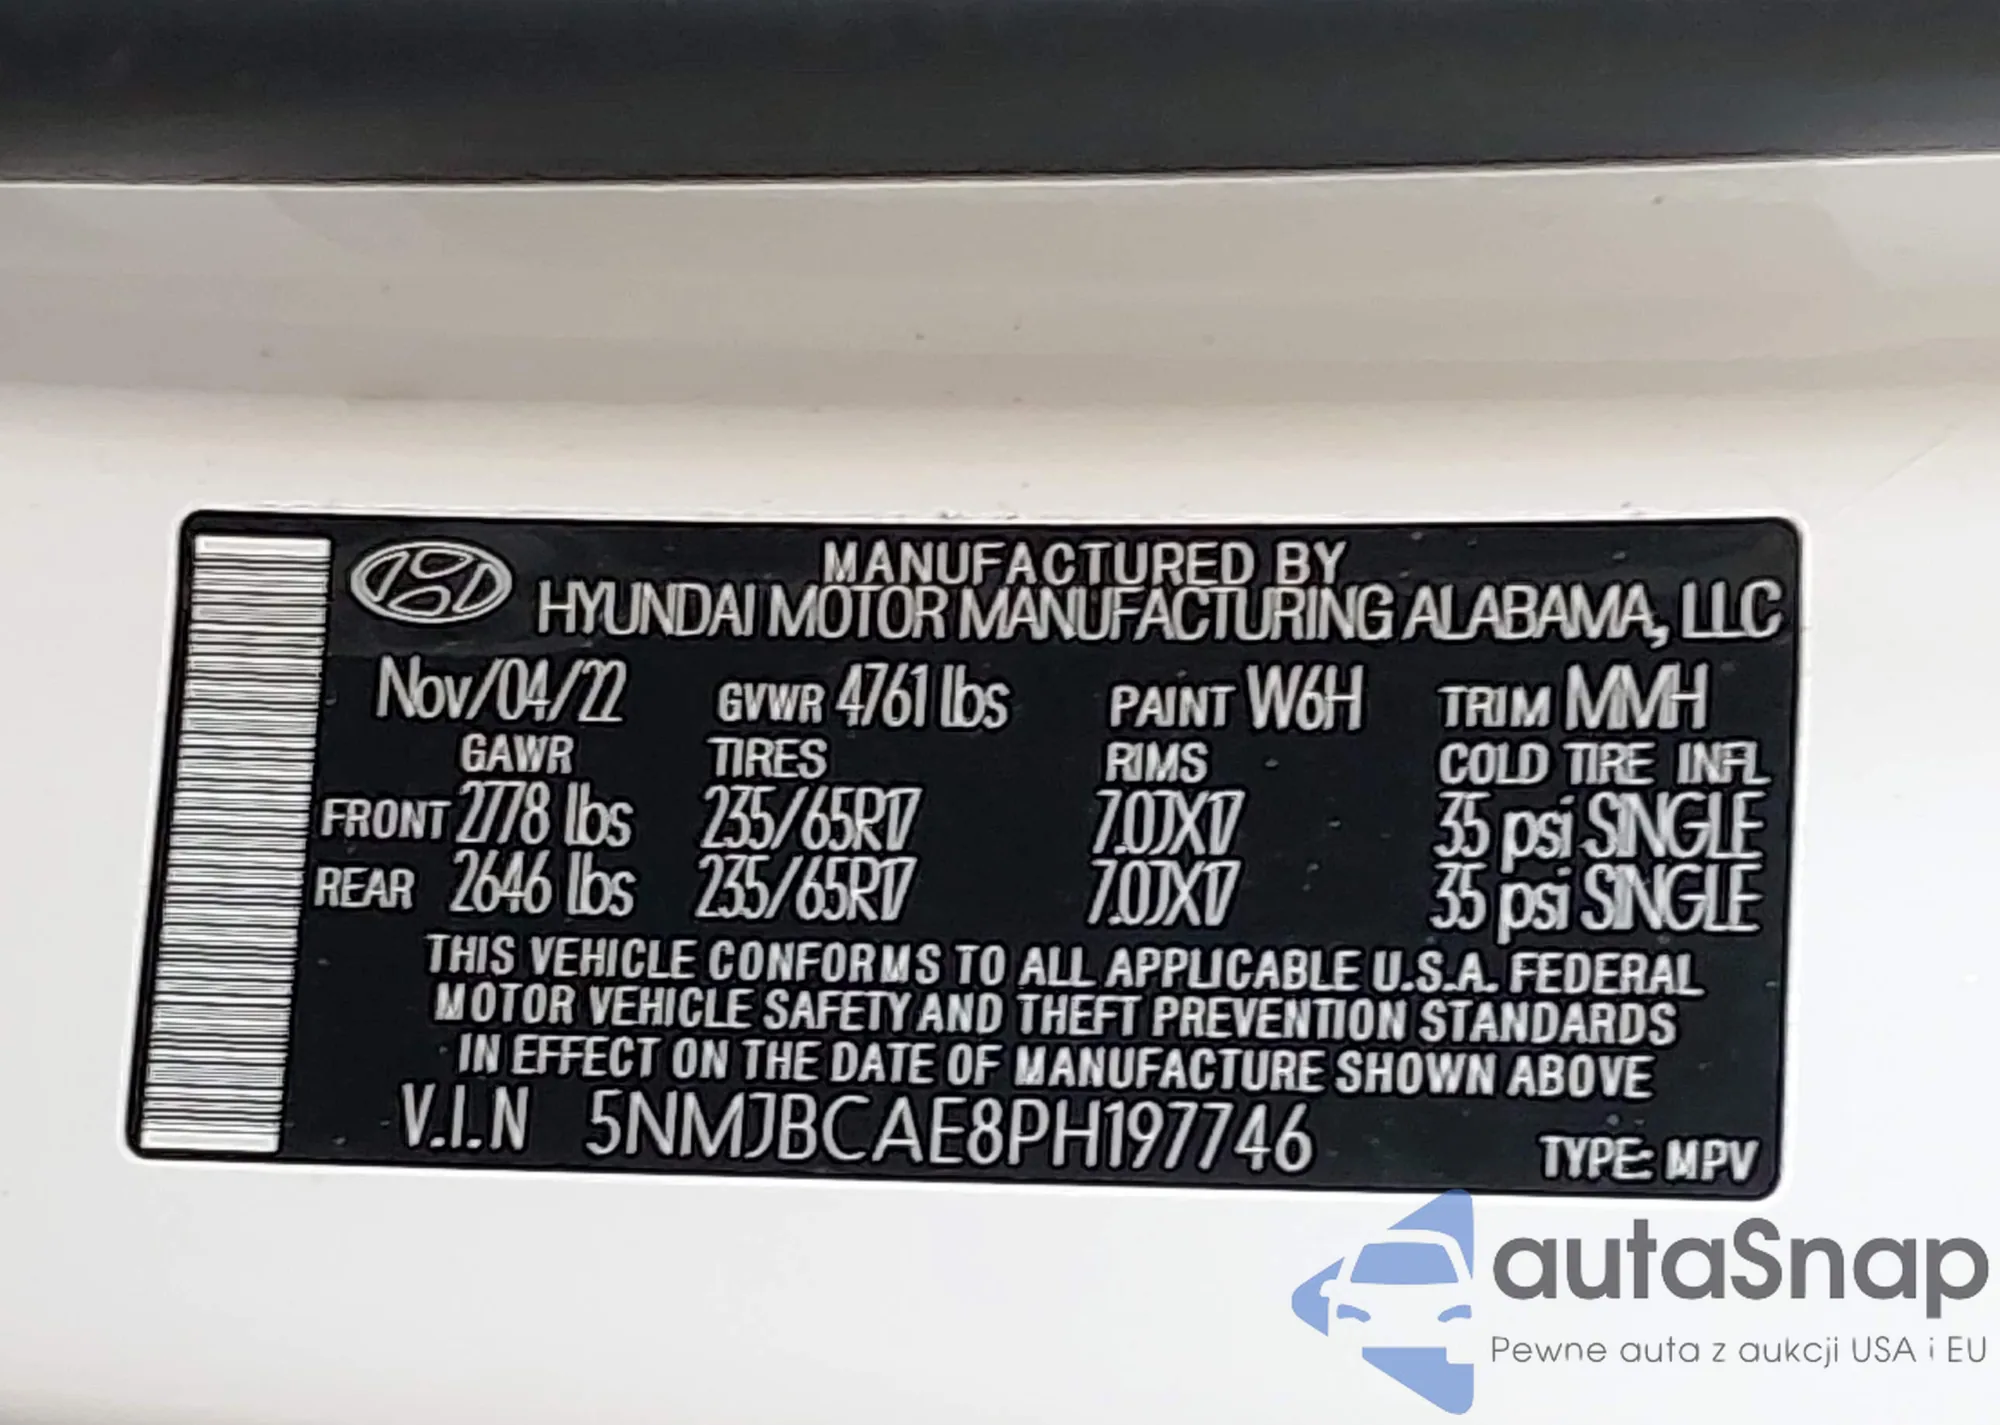 MANUFACTURED BY
HYUNDAI MOTOR MANUFACTURING ALABAMA, LLC
Nov/04/22 GVWR 4761 lbs PAINT W6H TRIM MMH
GAWR TIRES RIMS COLD TIRE INFL
FRONT 2778 lbs 235/65R17 7.0JX17 35 psi SINGLE
REAR 2646 lbs 235/65R17 7.0JX17 35 psi SINGLE
THIS VEHICLE CONFORMS TO ALL APPLICABLE U.S.A. FEDERAL
MOTOR VEHICLE SAFETY AND THEFT PREVENTION STANDARDS
IN EFFECT ON THE DATE OF MANUFACTURE SHOWN ABOVE
V.I.N 5NMJBCAE8PH197746 TYPE: MPV
autaSnap
Pewne auta z aukcji USA i EU